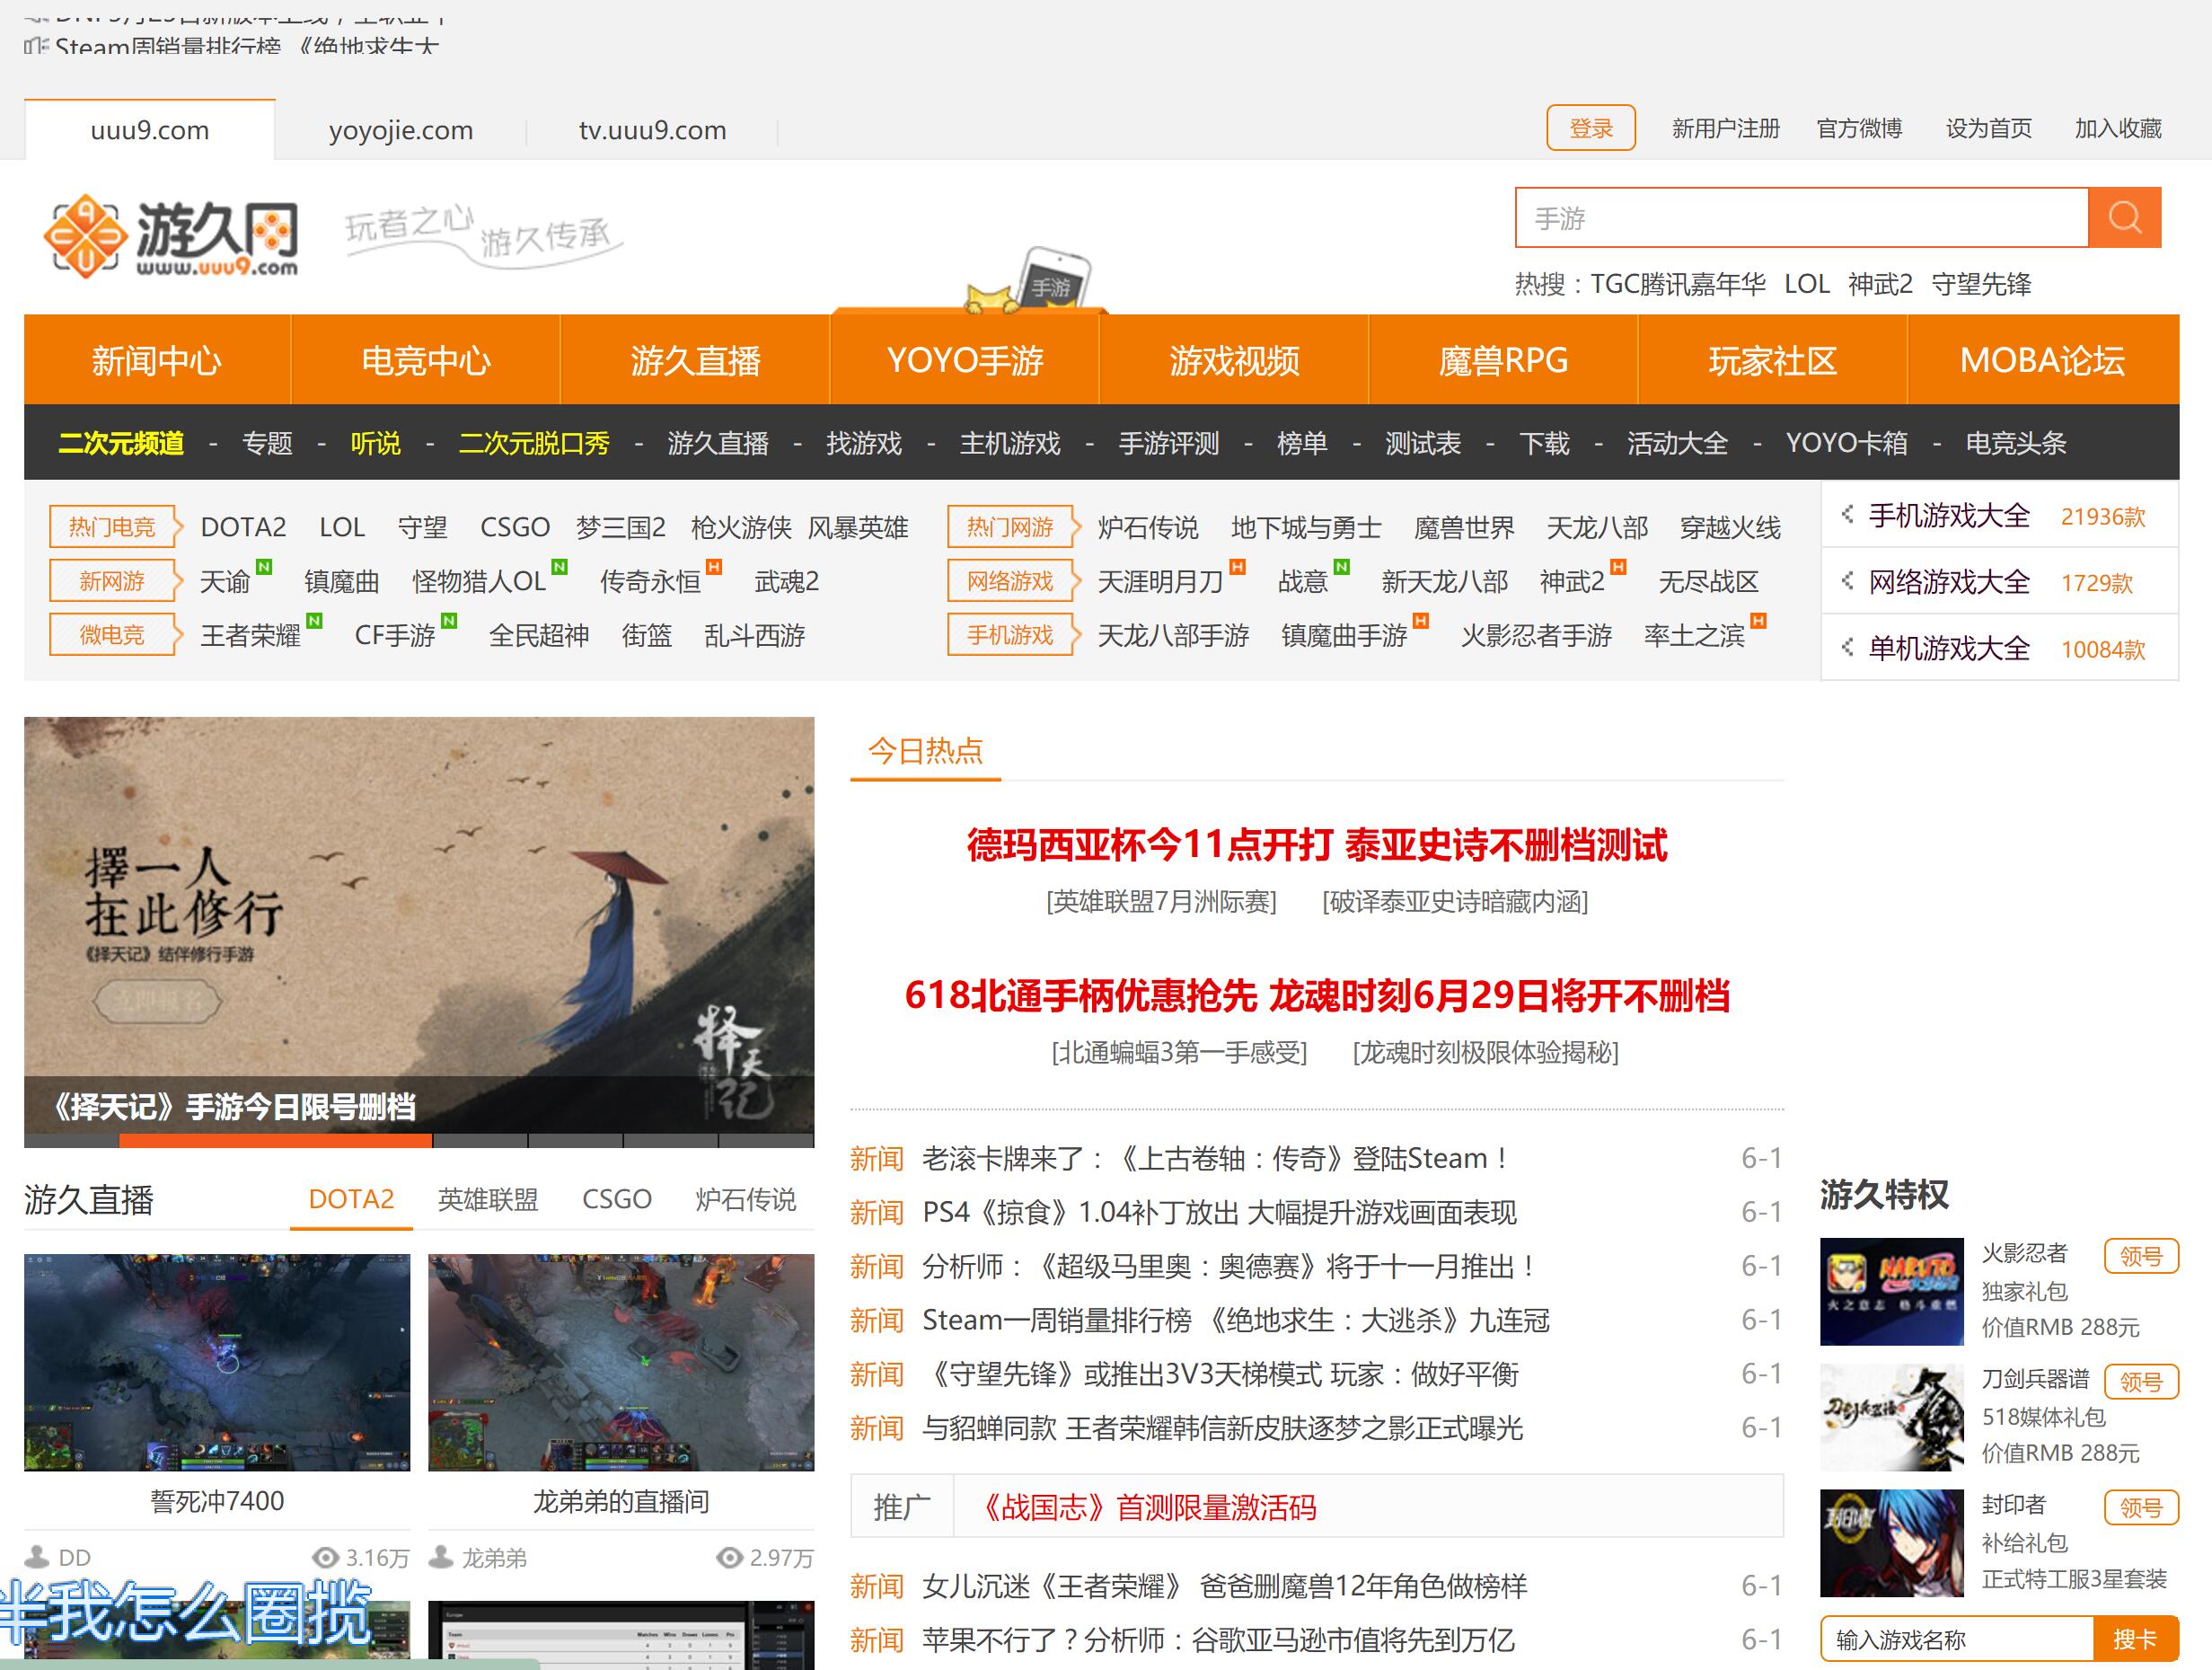 Steam周销量排行榜 《绝地求生大
uuu9.com yoyojie.com tv.uuu9.com 登录 新用户注册 官方微博 设为首页 加入收藏
游久网
www.uuu9.com
玩者之心 游久传承
手游
手游
热搜：TGC腾讯嘉年华 LOL 神武2 守望先锋
新闻中心 电竞中心 游久直播 YOYO手游 游戏视频 魔兽RPG 玩家社区 MOBA论坛
二次元频道 - 专题 - 听说 - 二次元脱口秀 - 游久直播 - 找游戏 - 主机游戏 - 手游评测 - 榜单 - 测试表 - 下载 - 活动大全 - YOYO卡箱 - 电竞头条
热门电竞 DOTA2 LOL 守望 CSGO 梦三国2 枪火游侠 风暴英雄
新网游 天谕 N 镇魔曲 怪物猎人OL N 传奇永恒 H 武魂2
微电竞 王者荣耀 N CF手游 N 全民超神 街篮 乱斗西游
热门网游 炉石传说 地下城与勇士 魔兽世界 天龙八部 穿越火线
网络游戏 天涯明月刀 H 战意 N 新天龙八部 神武2 H 无尽战区
手机游戏 天龙八部手游 镇魔曲手游 H 火影忍者手游 率土之滨 H
手机游戏大全 21936款
网络游戏大全 1729款
单机游戏大全 10084款
擇一人
在此修行
《择天记》结伴修行手游
立即报名
择天记
《择天记》手游今日限号删档
游久直播 DOTA2 英雄联盟 CSGO 炉石传说
誓死冲7400
DD 3.16万
龙弟弟的直播间
龙弟弟 2.97万
半我怎么圈揽
今日热点
德玛西亚杯今11点开打 泰亚史诗不删档测试
[英雄联盟7月洲际赛] [破译泰亚史诗暗藏内涵]
618北通手柄优惠抢先 龙魂时刻6月29日将开不删档
[北通蝙蝠3第一手感受] [龙魂时刻极限体验揭秘]
新闻 老滚卡牌来了：《上古卷轴：传奇》登陆Steam！ 6-1
新闻 PS4《掠食》1.04补丁放出 大幅提升游戏画面表现 6-1
新闻 分析师：《超级马里奥：奥德赛》将于十一月推出！ 6-1
新闻 Steam一周销量排行榜 《绝地求生：大逃杀》九连冠 6-1
新闻 《守望先锋》或推出3V3天梯模式 玩家：做好平衡 6-1
新闻 与貂蝉同款 王者荣耀韩信新皮肤逐梦之影正式曝光 6-1
推广 《战国志》首测限量激活码
新闻 女儿沉迷《王者荣耀》 爸爸删魔兽12年角色做榜样 6-1
新闻 苹果不行了？分析师：谷歌亚马逊市值将先到万亿 6-1
游久特权
NARUTO
火之意志 格斗重燃
火影忍者 领号
独家礼包
价值RMB 288元
刀剑兵器谱
刀剑兵器谱 领号
518媒体礼包
价值RMB 288元
封印者
封印者 领号
补给礼包
正式特工服3星套装
输入游戏名称 搜卡